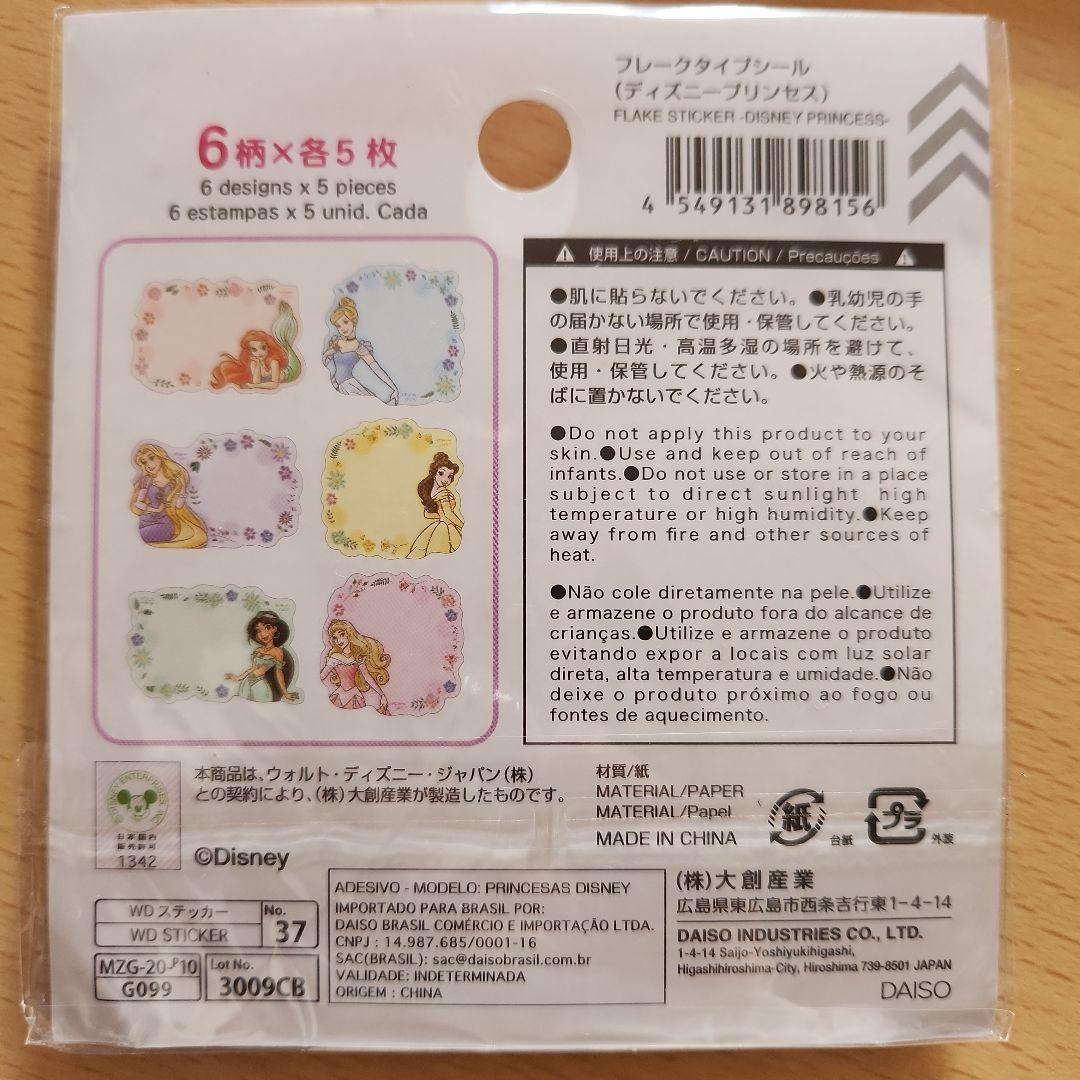 フレークタイプシール
(ディズニープリンセス)
FLAKE STICKER -DISNEY PRINCESS-
4 549131 898156
6柄×各5枚
6 designs x 5 pieces
6 estampas x 5 unid. Cada
使用上の注意 / CAUTION / Precauções
●肌に貼らないでください。●乳幼児の手
の届かない場所で使用・保管してください。
●直射日光・高温多湿の場所を避けて、
使用・保管してください。●火や熱源のそ
ばに置かないでください。
●Do not apply this product to your
skin.●Use and keep out of reach of
infants.●Do not use or store in a place
subject to direct sunlight high
temperature or high humidity.●Keep
away from fire and other sources of
heat.
●Não cole diretamente na pele.●Utilize
e armazene o produto fora do alcance de
crianças.●Utilize e armazene o produto
evitando expor a locais com luz solar
direta, alta temperatura e umidade.●Não
deixe o produto próximo ao fogo ou
fontes de aquecimento.
日本国内
販売許可
1342
本商品は、ウォルト・ディズニー・ジャパン(株)
との契約により、(株)大創産業が製造したものです。
©Disney
材質/紙
MATERIAL/PAPER
MATERIAL/Papel
MADE IN CHINA
紙
台紙
プラ
外装
WDステッカー
WD STICKER
No.
37
MZG-20-P10
G099
Lot No.
3009CB
ADESIVO - MODELO: PRINCESAS DISNEY
IMPORTADO PARA BRASIL POR:
DAISO BRASIL COMÉRCIO E IMPORTAÇÃO LTDA.
CNPJ : 14.987.685/0001-16
SAC(BRASIL): sac@daisobrasil.com.br
VALIDADE: INDETERMINADA
ORIGEM : CHINA
(株)大創産業
広島県東広島市西条吉行東1-4-14
DAISO INDUSTRIES CO., LTD.
1-4-14 Saijo-Yoshiyukihigashi,
Higashihiroshima-City, Hiroshima 739-8501 JAPAN
DAISO